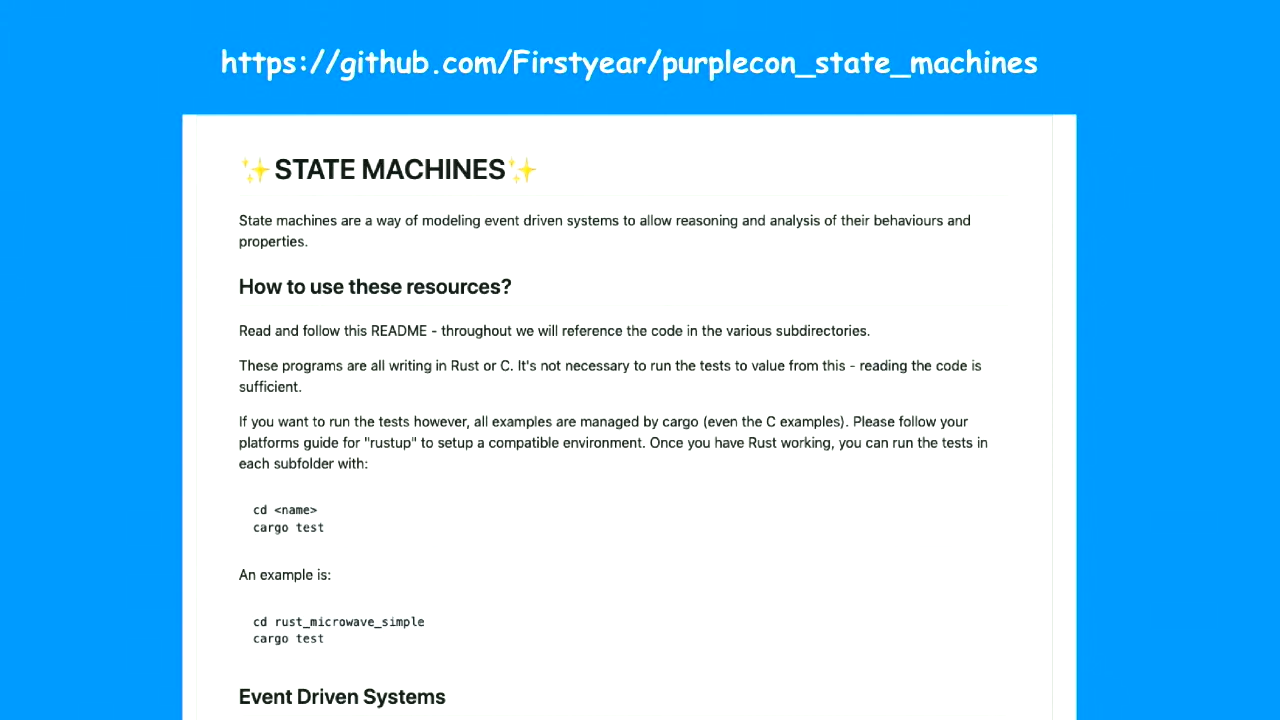 https://github.com/Firstyear/purplecon_state_machines
✨STATE MACHINES✨
State machines are a way of modeling event driven systems to allow reasoning and analysis of their behaviours and
properties.
How to use these resources?
Read and follow this README - throughout we will reference the code in the various subdirectories.
These programs are all writing in Rust or C. It's not necessary to run the tests to value from this - reading the code is
sufficient.
If you want to run the tests however, all examples are managed by cargo (even the C examples). Please follow your
platforms guide for "rustup" to setup a compatible environment. Once you have Rust working, you can run the tests in
each subfolder with:
cd <name>
cargo test
An example is:
cd rust_microwave_simple
cargo test
Event Driven Systems